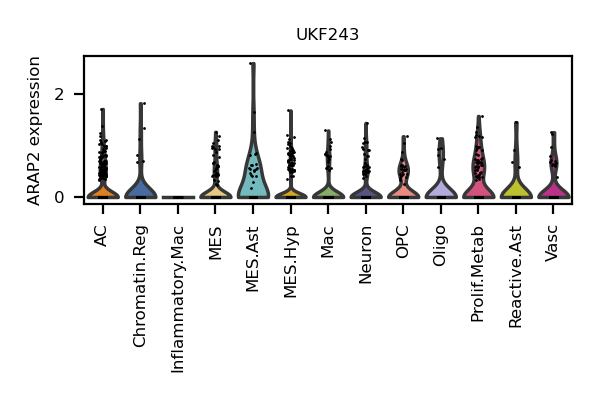 UKF243
ARAP2 expression
2
0
AC
Chromatin.Reg
Inflammatory.Mac
MES
MES.Ast
MES.Hyp
Mac
Neuron
OPC
Oligo
Prolif.Metab
Reactive.Ast
Vasc